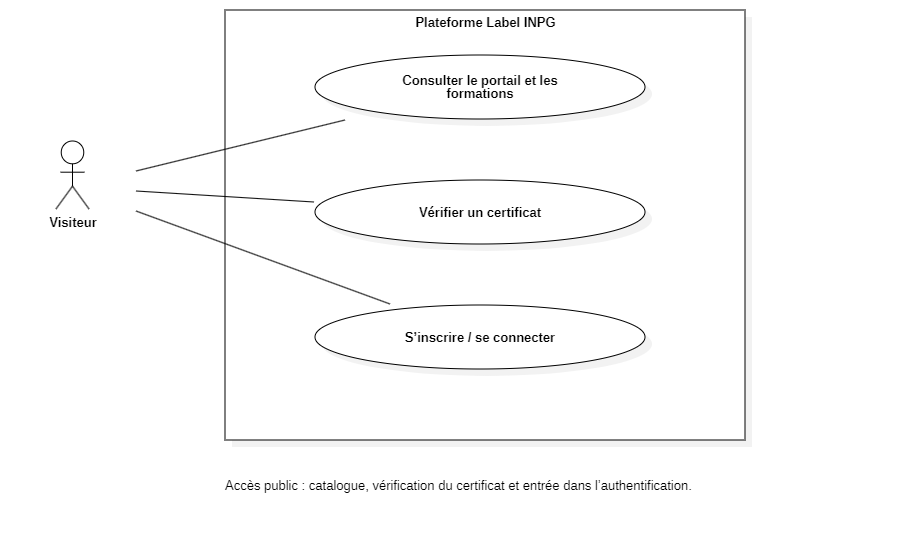 Plateforme Label INPG
Consulter le portail et les
formations
Vérifier un certificat
Visiteur
S'inscrire / se connecter
Accès public : catalogue, vérification du certificat et entrée dans l'authentification.